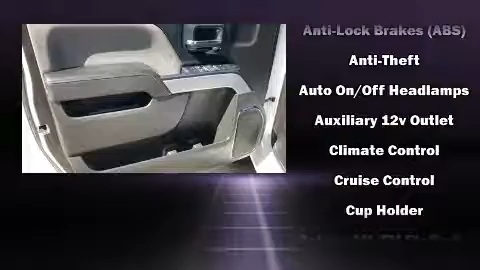 Anti-Lock Brakes (ABS)
Anti-Theft
Auto On/Off Headlamps
Auxiliary 12v Outlet
Climate Control
Cruise Control
Cup Holder